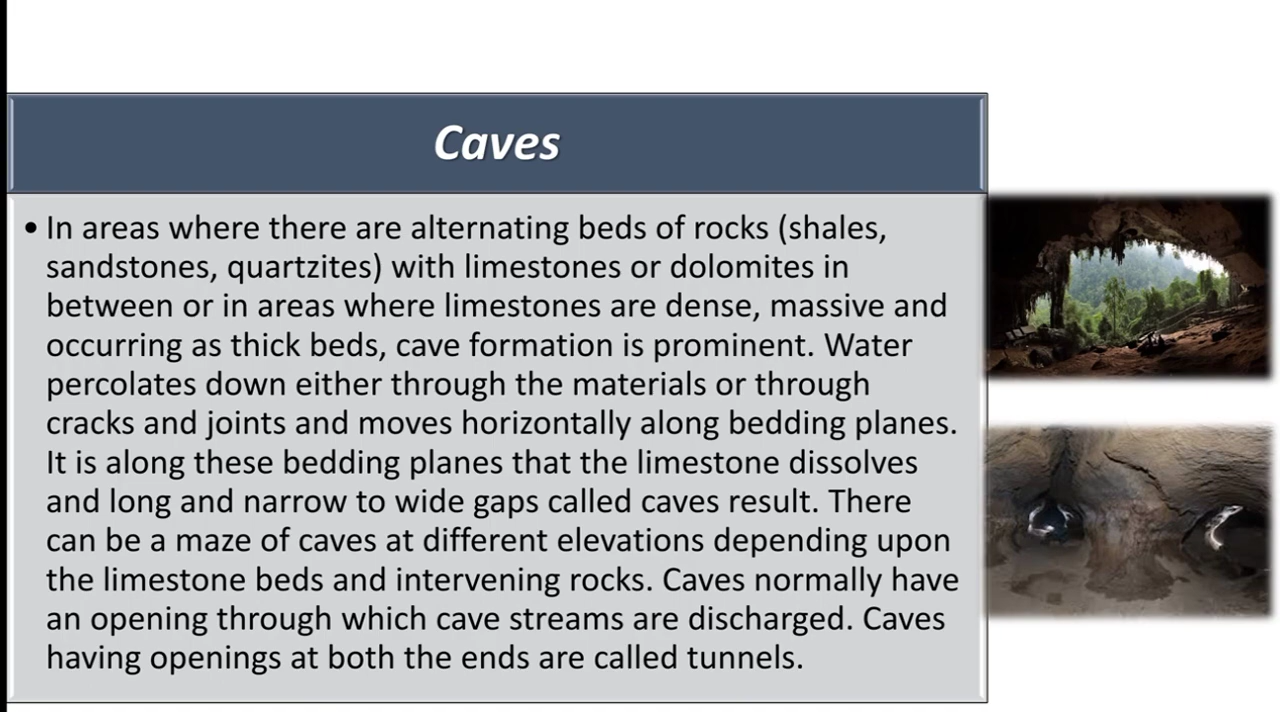 Caves
• In areas where there are alternating beds of rocks (shales,
sandstones, quartzites) with limestones or dolomites in
between or in areas where limestones are dense, massive and
occurring as thick beds, cave formation is prominent. Water
percolates down either through the materials or through
cracks and joints and moves horizontally along bedding planes.
It is along these bedding planes that the limestone dissolves
and long and narrow to wide gaps called caves result. There
can be a maze of caves at different elevations depending upon
the limestone beds and intervening rocks. Caves normally have
an opening through which cave streams are discharged. Caves
having openings at both the ends are called tunnels.